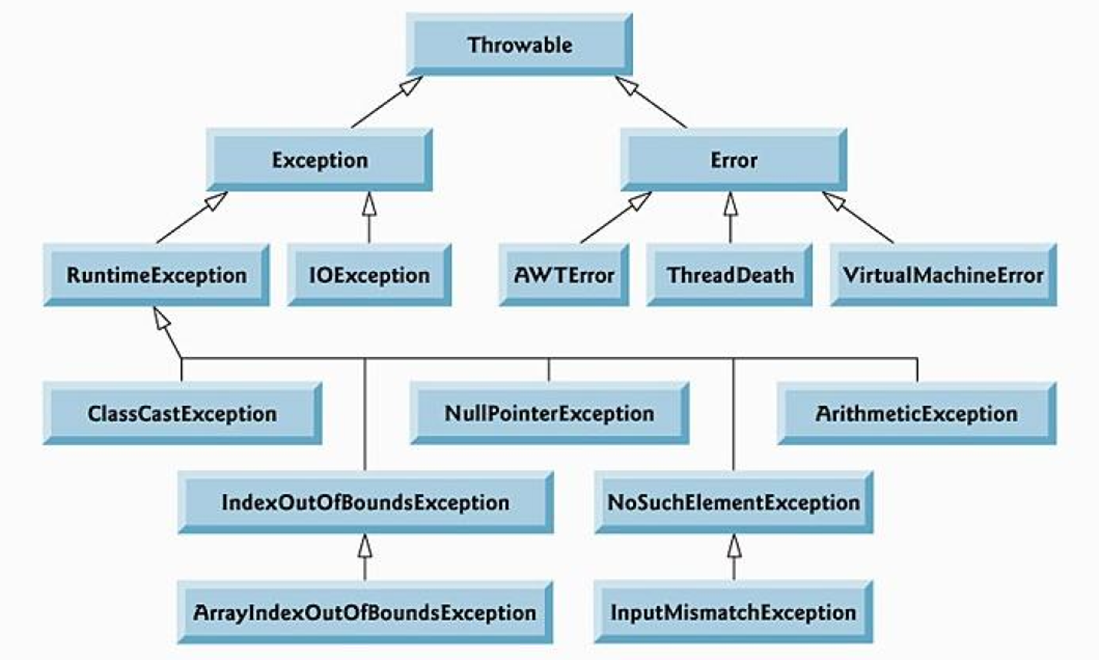 Throwable
Exception
Error
RuntimeException
IOException
AWTError
ThreadDeath
VirtualMachineError
ClassCastException
NullPointerException
ArithmeticException
IndexOutOfBoundsException
NoSuchElementException
ArrayIndexOutOfBoundsException
InputMismatchException